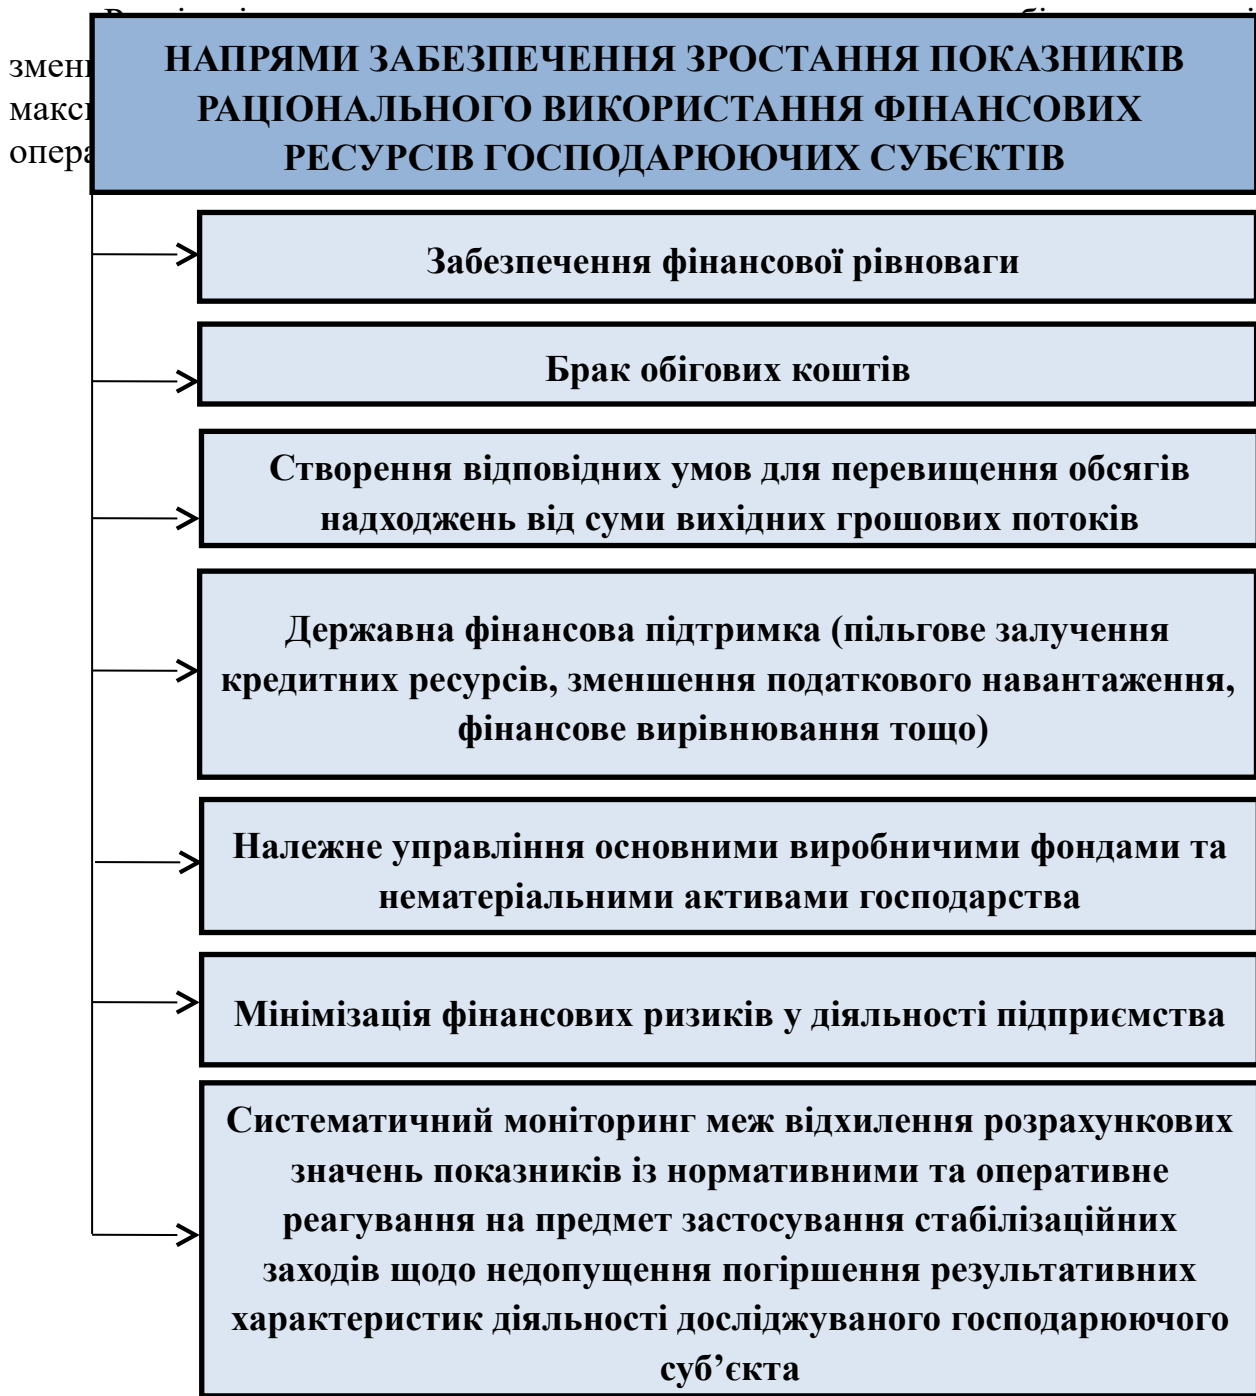 НАПРЯМИ ЗАБЕЗПЕЧЕННЯ ЗРОСТАННЯ ПОКАЗНИКІВ
РАЦІОНАЛЬНОГО ВИКОРИСТАННЯ ФІНАНСОВИХ
РЕСУРСІВ ГОСПОДАРЮЮЧИХ СУБЄКТІВ
Забезпечення фінансової рівноваги
Брак обігових коштів
Створення відповідних умов для перевищення обсягів
надходжень від суми вихідних грошових потоків
Державна фінансова підтримка (пільгове залучення
кредитних ресурсів, зменшення податкового навантаження,
фінансове вирівнювання тощо)
Належне управління основними виробничими фондами та
нематеріальними активами господарства
Мінімізація фінансових ризиків у діяльності підприємства
Систематичний моніторинг меж відхилення розрахункових
значень показників із нормативними та оперативне
реагування на предмет застосування стабілізаційних
заходів щодо недопущення погіршення результативних
характеристик діяльності досліджуваного господарюючого
суб’єкта